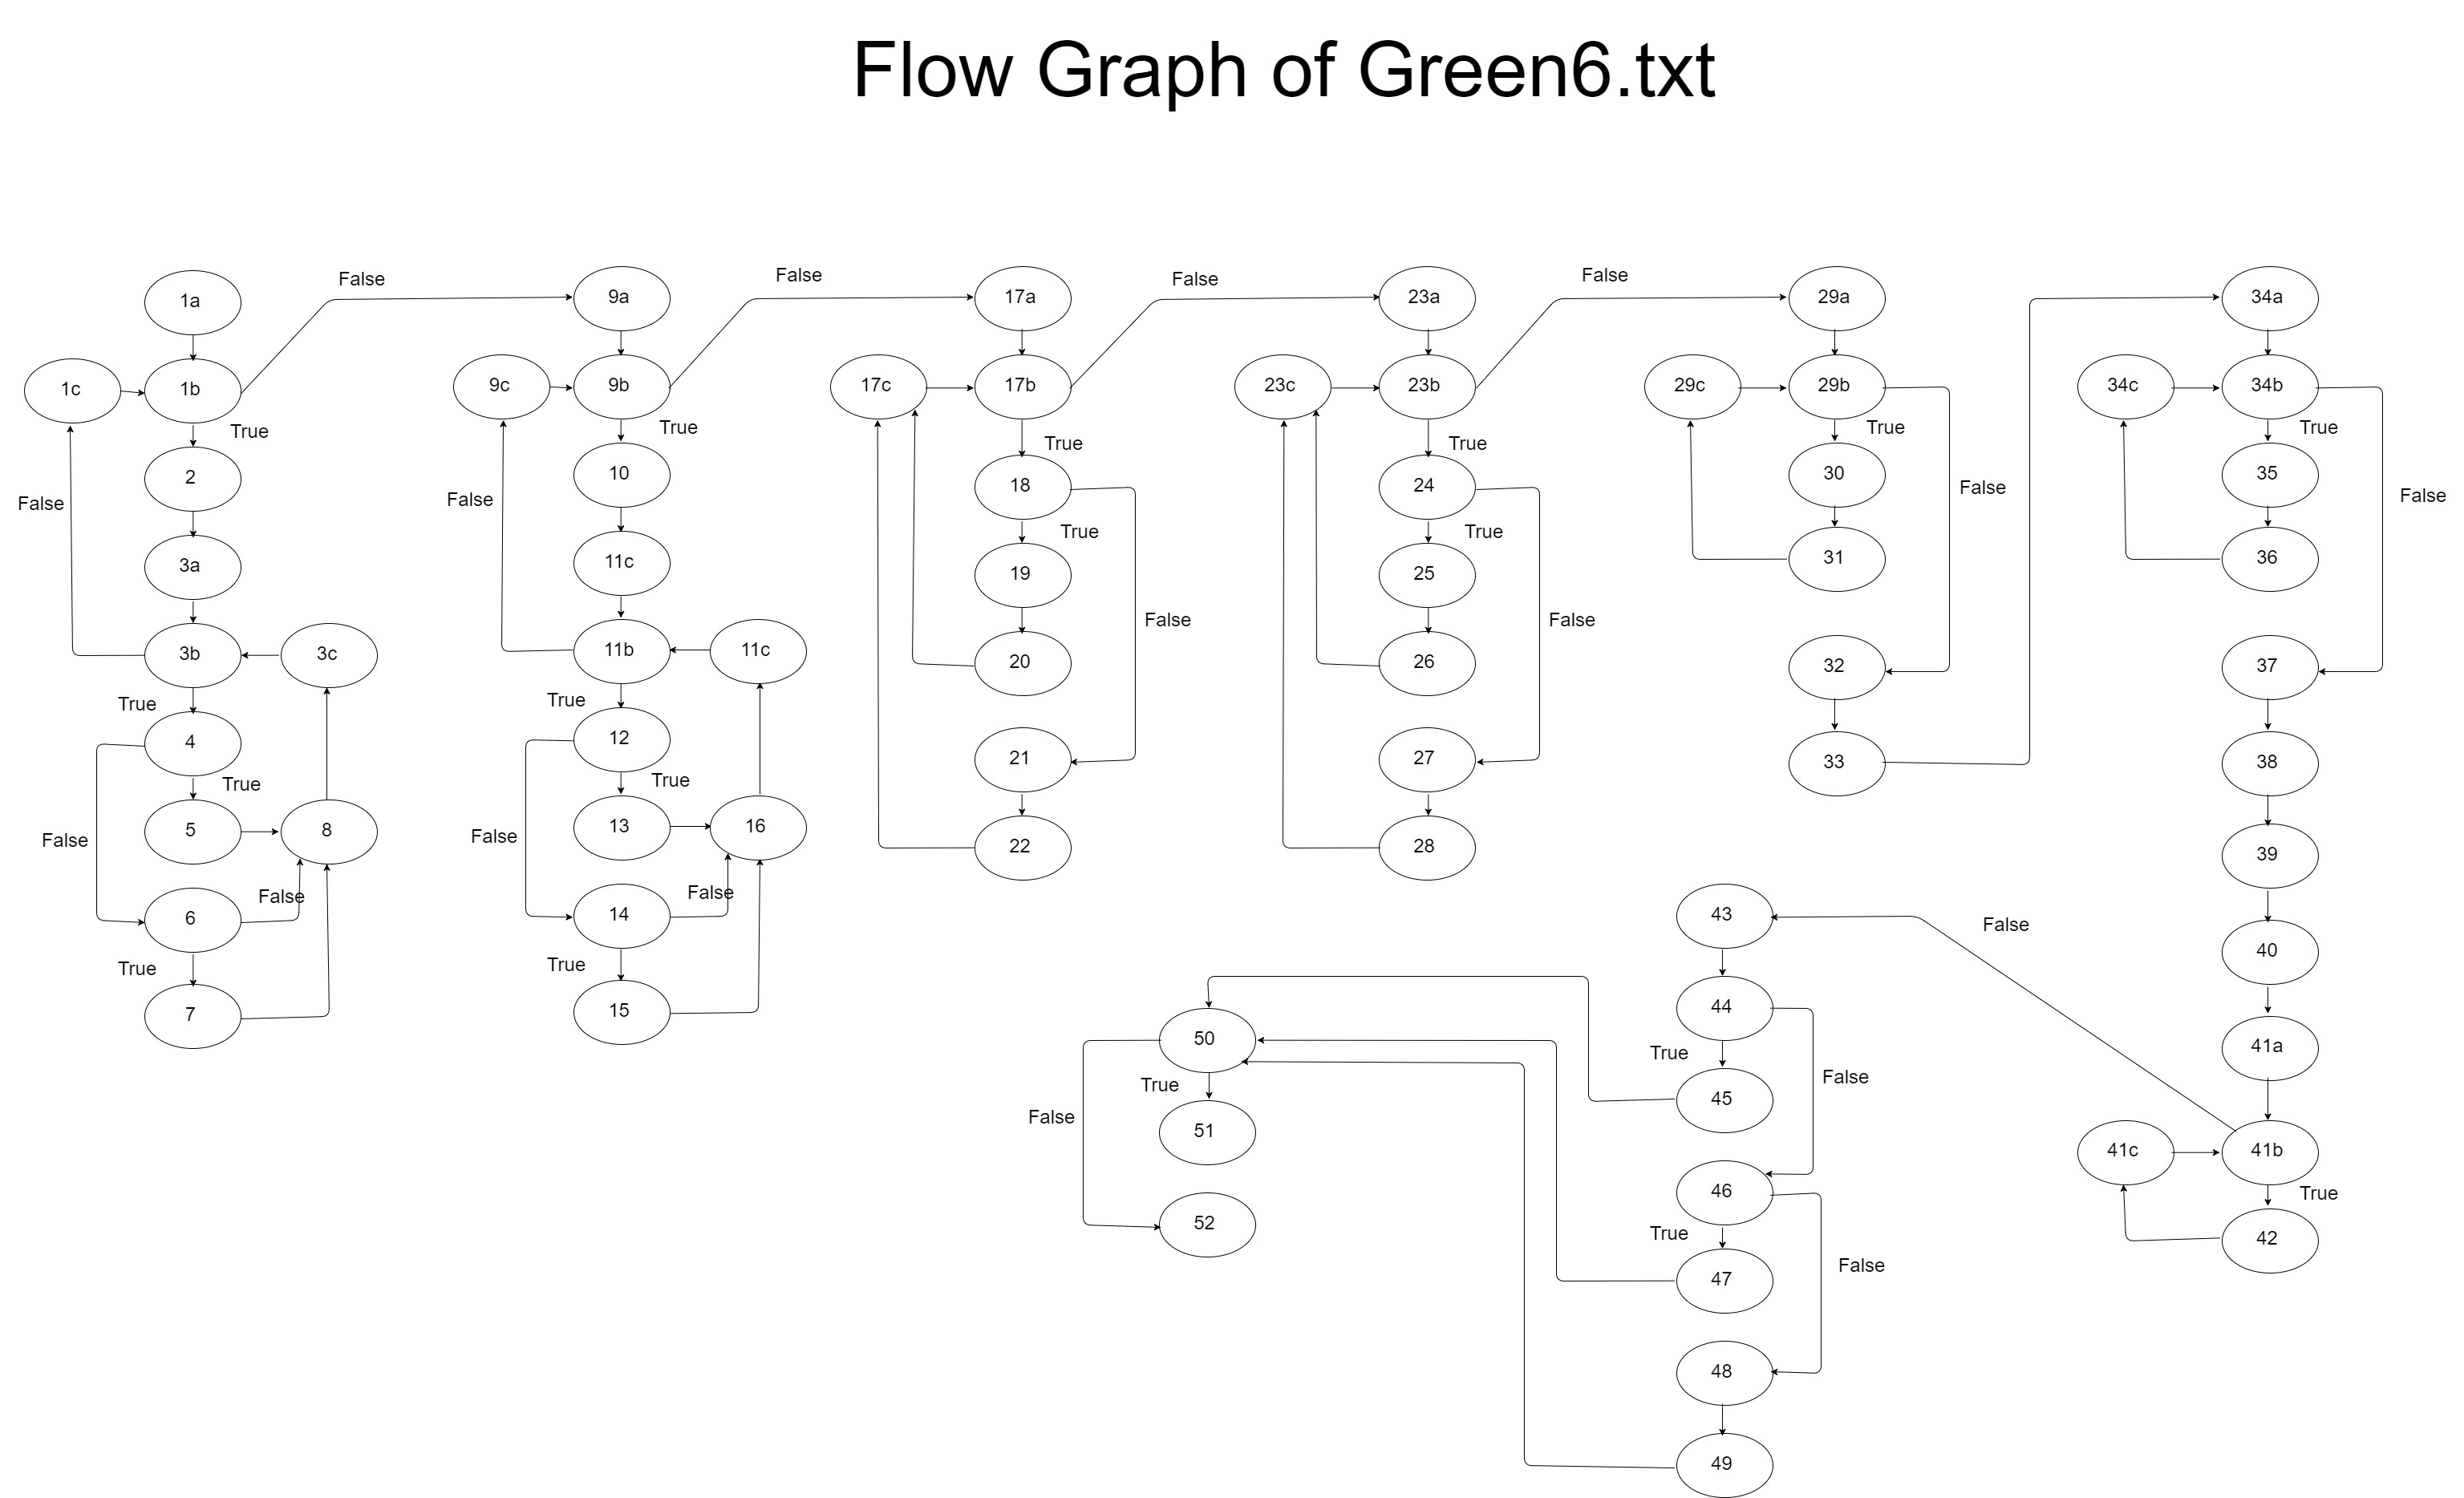 Flow Graph of Green6.txt
1a
False
9a
False
17a
False
23a
False
29a
34a
1c
1b
True
9c
9b
True
17c
17b
True
23c
23b
True
29c
29b
True
34c
34b
True
2
False
10
False
18
True
24
True
30
False
35
False
3a
11c
19
25
31
36
False
False
3b
3c
11b
11c
20
26
32
37
True
True
4
12
21
27
33
38
True
True
5
8
13
16
22
28
39
False
False
False
False
6
14
43
False
40
True
True
7
15
44
41a
50
True
False
True
False
45
51
41c
41b
46
True
52
True
42
False
47
48
49